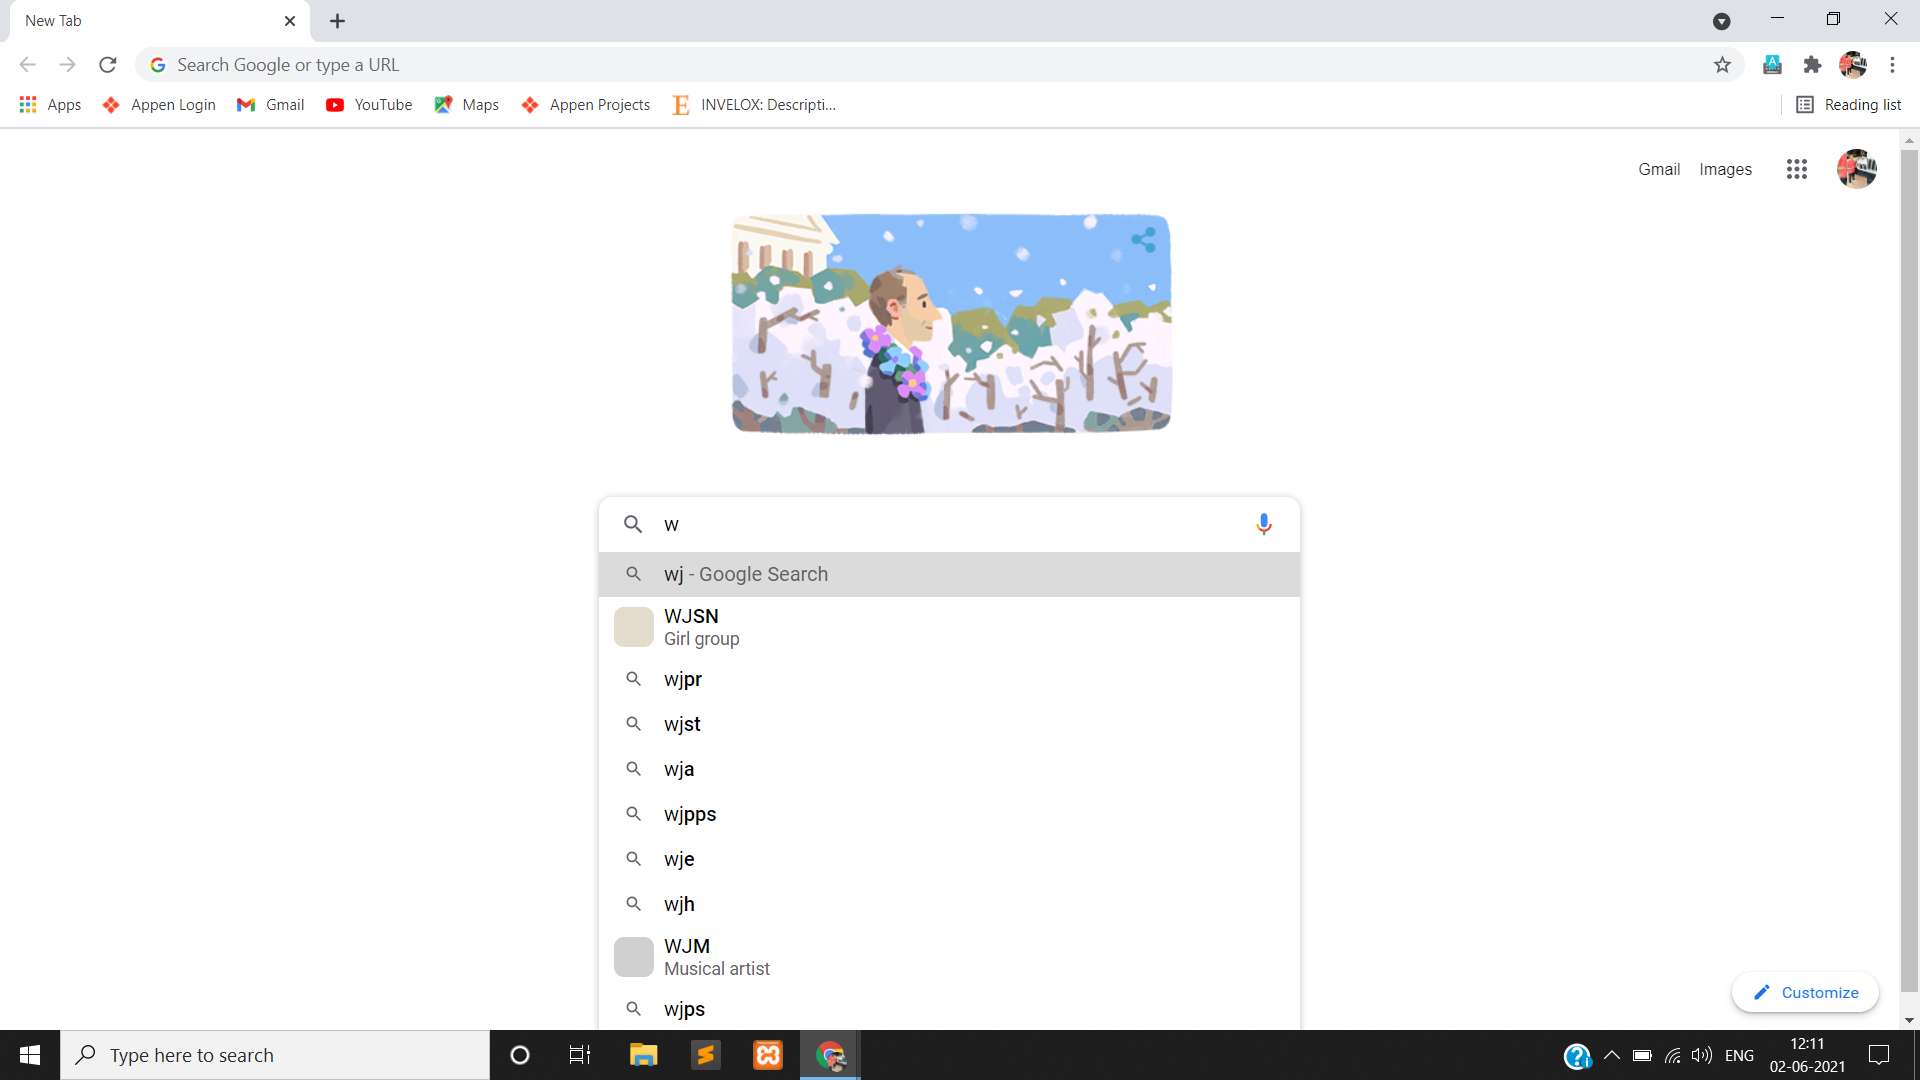 New Tab
Search Google or type a URL
Apps Appen Login Gmail YouTube Maps Appen Projects INVELOX: Descripti... Reading list
Gmail Images
w
wj - Google Search
WJSN
Girl group
wjpr
wjst
wja
wjpps
wje
wjh
WJM
Musical artist
wjps
Customize
Type here to search
ENG
12:11
02-06-2021